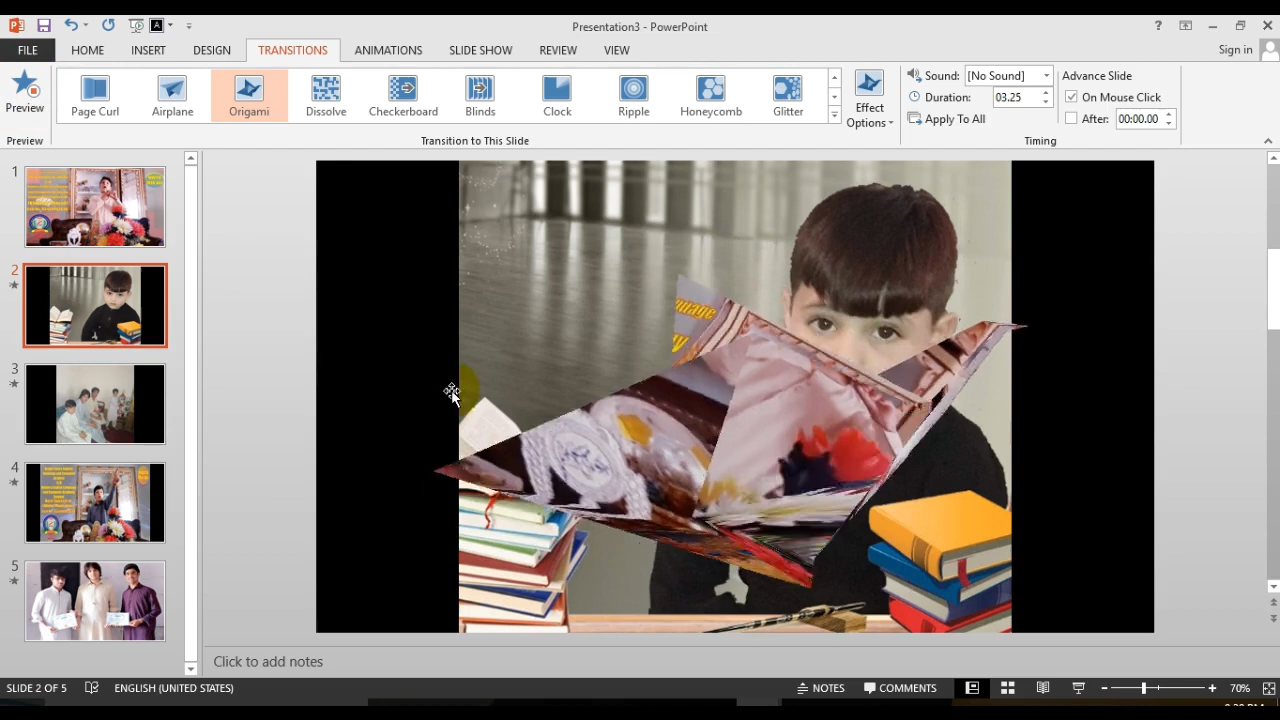 Presentation3 - PowerPoint
?
FILE HOME INSERT DESIGN TRANSITIONS ANIMATIONS SLIDE SHOW REVIEW VIEW
Sign in
Preview
Page Curl Airplane Origami Dissolve Checkerboard Blinds Clock Ripple Honeycomb Glitter
Effect
Options
Sound: [No Sound]
Duration: 03.25
Apply To All
Advance Slide
On Mouse Click
After: 00:00.00
Preview
Transition to This Slide
Timing
1
2
3
4
5
Click to add notes
SLIDE 2 OF 5 ENGLISH (UNITED STATES) NOTES COMMENTS 70%